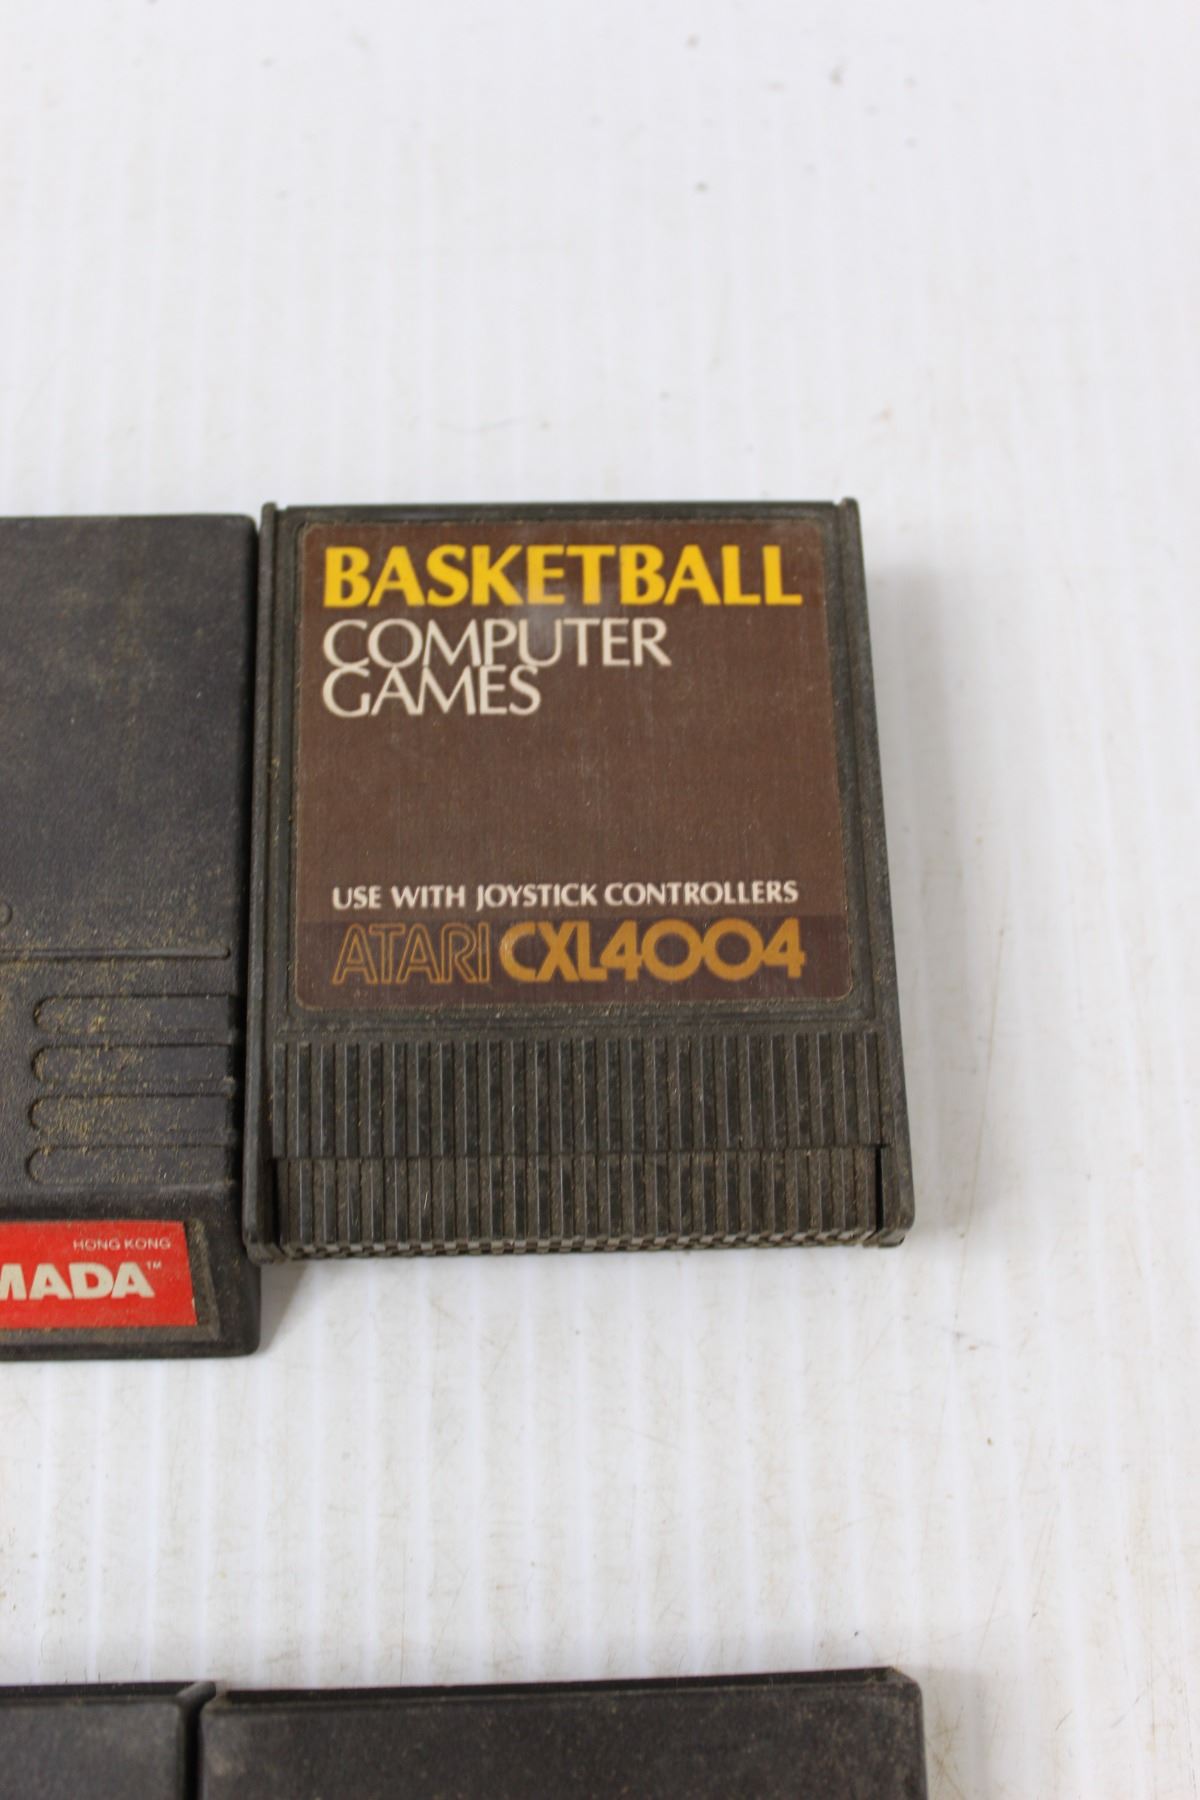 BASKETBALL
COMPUTER
GAMES
USE WITH JOYSTICK CONTROLLERS
ATARI CXL4004
HONG KONG
MADA™